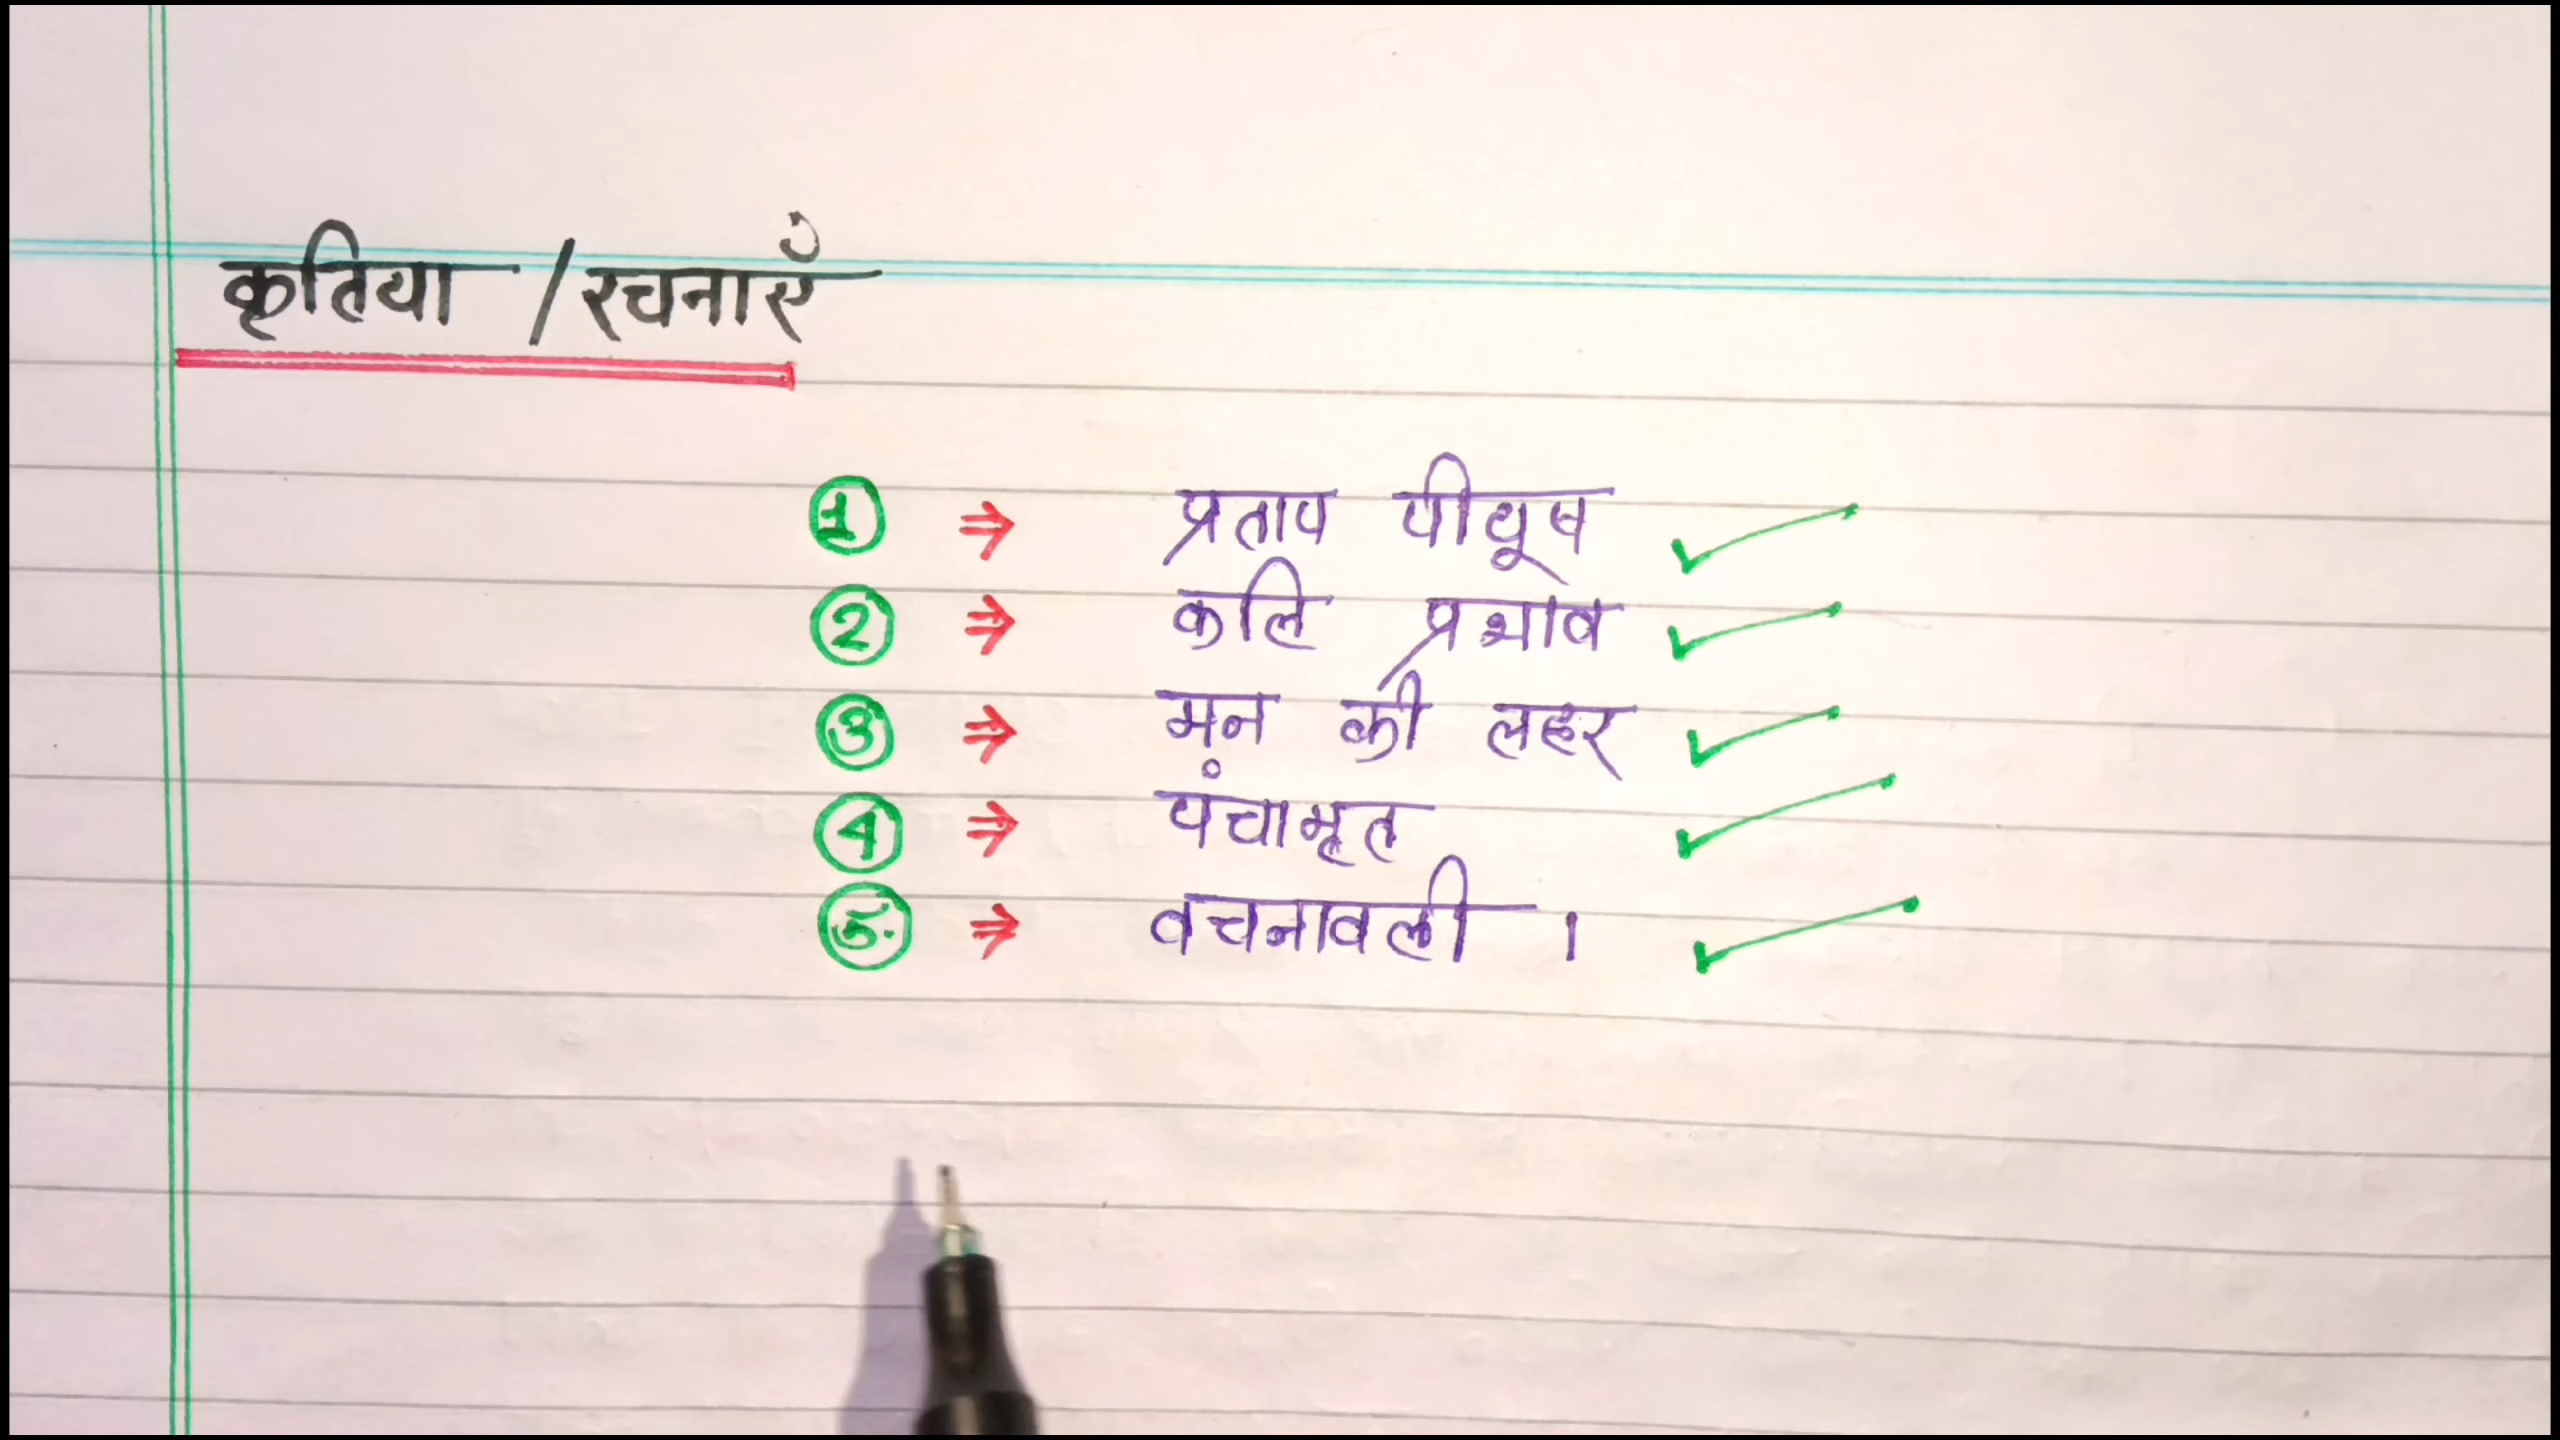 कृतिया / रचनाएँ
1 ⇒ प्रताप पीयूष ✓
2 ⇒ कलि प्रभाव ✓
3 ⇒ मन की लहर ✓
4 ⇒ पंचामृत ✓
5. ⇒ वचनावली । ✓